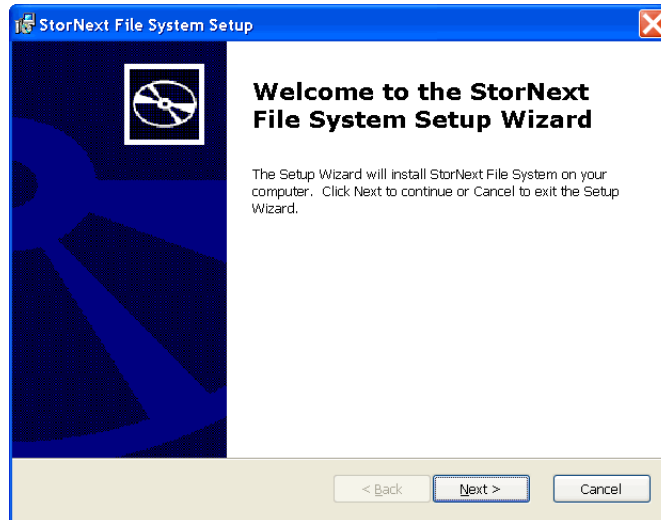 StorNext File System Setup
Welcome to the StorNext
File System Setup Wizard
The Setup Wizard will install StorNext File System on your
computer. Click Next to continue or Cancel to exit the Setup
Wizard.
< Back
Next >
Cancel